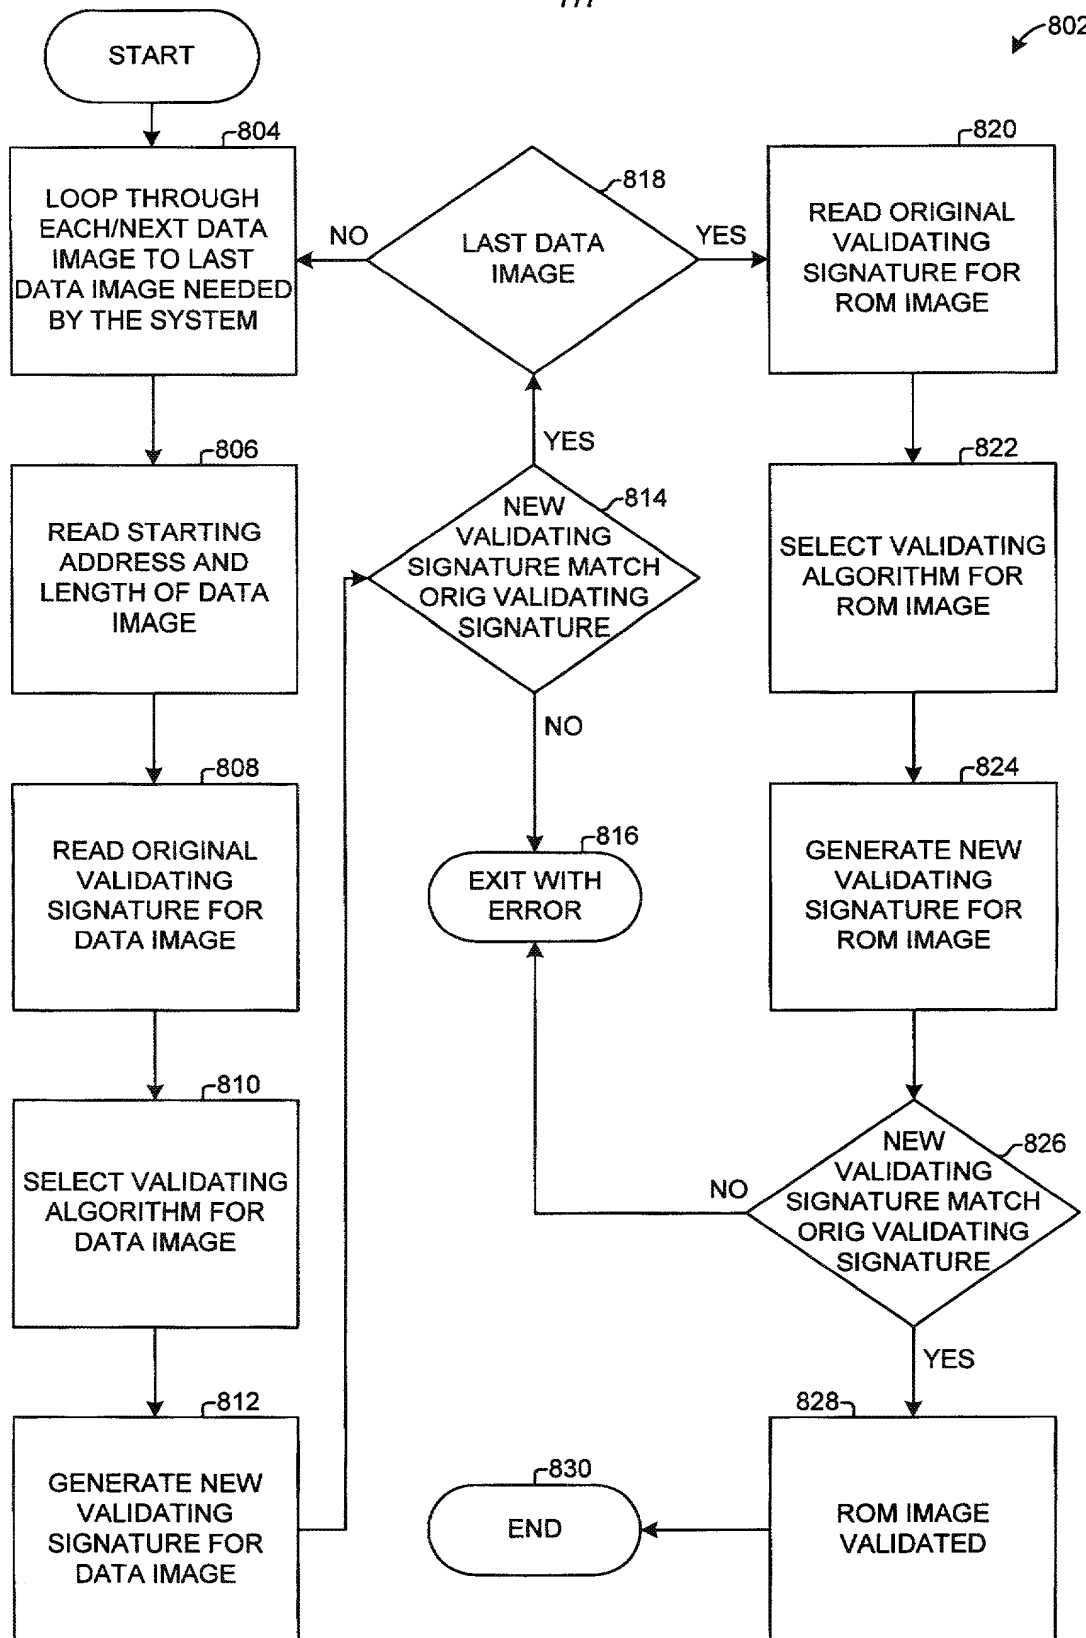 7/7
802
START
804
LOOP THROUGH
EACH/NEXT DATA
IMAGE TO LAST
DATA IMAGE NEEDED
BY THE SYSTEM
806
READ STARTING
ADDRESS AND
LENGTH OF DATA
IMAGE
808
READ ORIGINAL
VALIDATING
SIGNATURE FOR
DATA IMAGE
810
SELECT VALIDATING
ALGORITHM FOR
DATA IMAGE
812
GENERATE NEW
VALIDATING
SIGNATURE FOR
DATA IMAGE
814
NEW
VALIDATING
SIGNATURE MATCH
ORIG VALIDATING
SIGNATURE
YES
NO
816
EXIT WITH
ERROR
818
LAST DATA
IMAGE
NO
YES
820
READ ORIGINAL
VALIDATING
SIGNATURE FOR
ROM IMAGE
822
SELECT VALIDATING
ALGORITHM FOR
ROM IMAGE
824
GENERATE NEW
VALIDATING
SIGNATURE FOR
ROM IMAGE
826
NEW
VALIDATING
SIGNATURE MATCH
ORIG VALIDATING
SIGNATURE
NO
YES
828
ROM IMAGE
VALIDATED
830
END